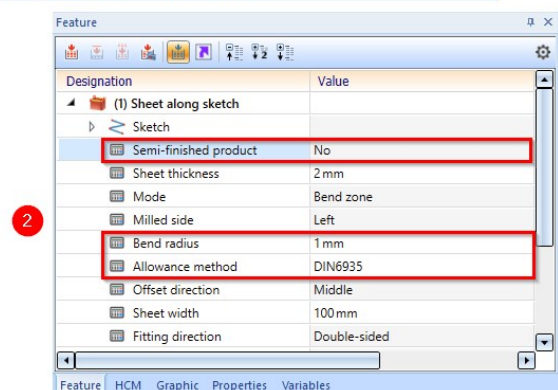 Feature
Designation Value
(1) Sheet along sketch
Sketch
Semi-finished product No
Sheet thickness 2 mm
Mode Bend zone
Milled side Left
2
Bend radius 1 mm
Allowance method DIN6935
Offset direction Middle
Sheet width 100 mm
Fitting direction Double-sided
Feature HCM Graphic Properties Variables